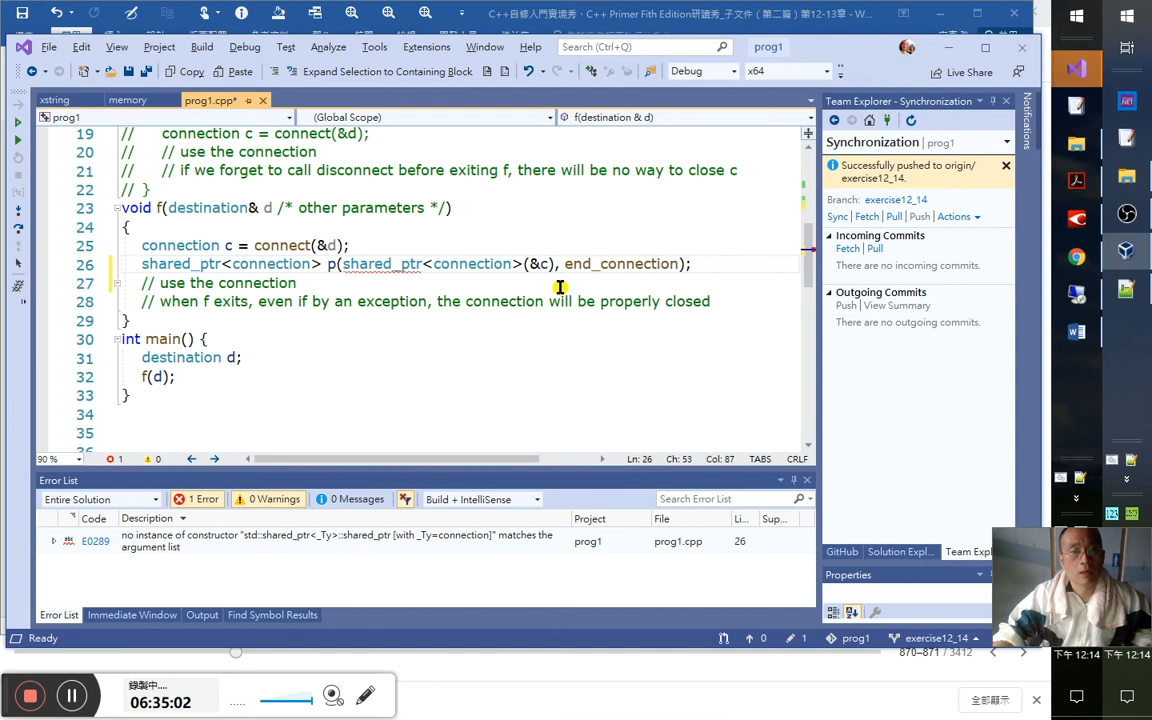 C++自修入門實境秀、C++ Primer Fifth Edition研讀秀_子文件（第二篇）第12-13章 - W...
File Edit View Project Build Debug Test Analyze Tools Extensions Window Help Search (Ctrl+Q) prog1
Copy Paste Expand Selection to Containing Block Debug x64 Live Share
xstring memory prog1.cpp*
prog1 (Global Scope) f(destination & d)
19 // connection c = connect(&d);
20 // // use the connection
21 // // if we forget to call disconnect before exiting f, there will be no way to close c
22 // }
23 void f(destination& d /* other parameters */)
24 {
25 connection c = connect(&d);
26 shared_ptr<connection> p(shared_ptr<connection>(&c), end_connection);
27 // use the connection
28 // when f exits, even if by an exception, the connection will be properly closed
29 }
30 int main() {
31 destination d;
32 f(d);
33 }
34
35
90 % 1 0 Ln: 26 Ch: 53 Col: 87 TABS CRLF
Error List
Entire Solution 1 Error 0 Warnings 0 Messages Build + IntelliSense Search Error List
Code Description Project File Li... Sup...
E0289 no instance of constructor "std::shared_ptr<_Ty>::shared_ptr [with _Ty=connection]" matches the prog1 prog1.cpp 26
argument list
Error List Immediate Window Output Find Symbol Results
Ready 0 1 prog1 exercise12_14
Team Explorer - Synchronization
Synchronization prog1
Successfully pushed to origin/
exercise12_14.
Branch: exercise12_14
Sync Fetch Pull Push Actions
Incoming Commits
Fetch Pull
There are no incoming commits.
Outgoing Commits
Push View Summary
There are no outgoing commits.
GitHub Solution Expl... Team Expl
Properties
Notifications
870–871 / 3412
錄製中....
06:35:02
全部顯示
下午 12:14 下午 12:14